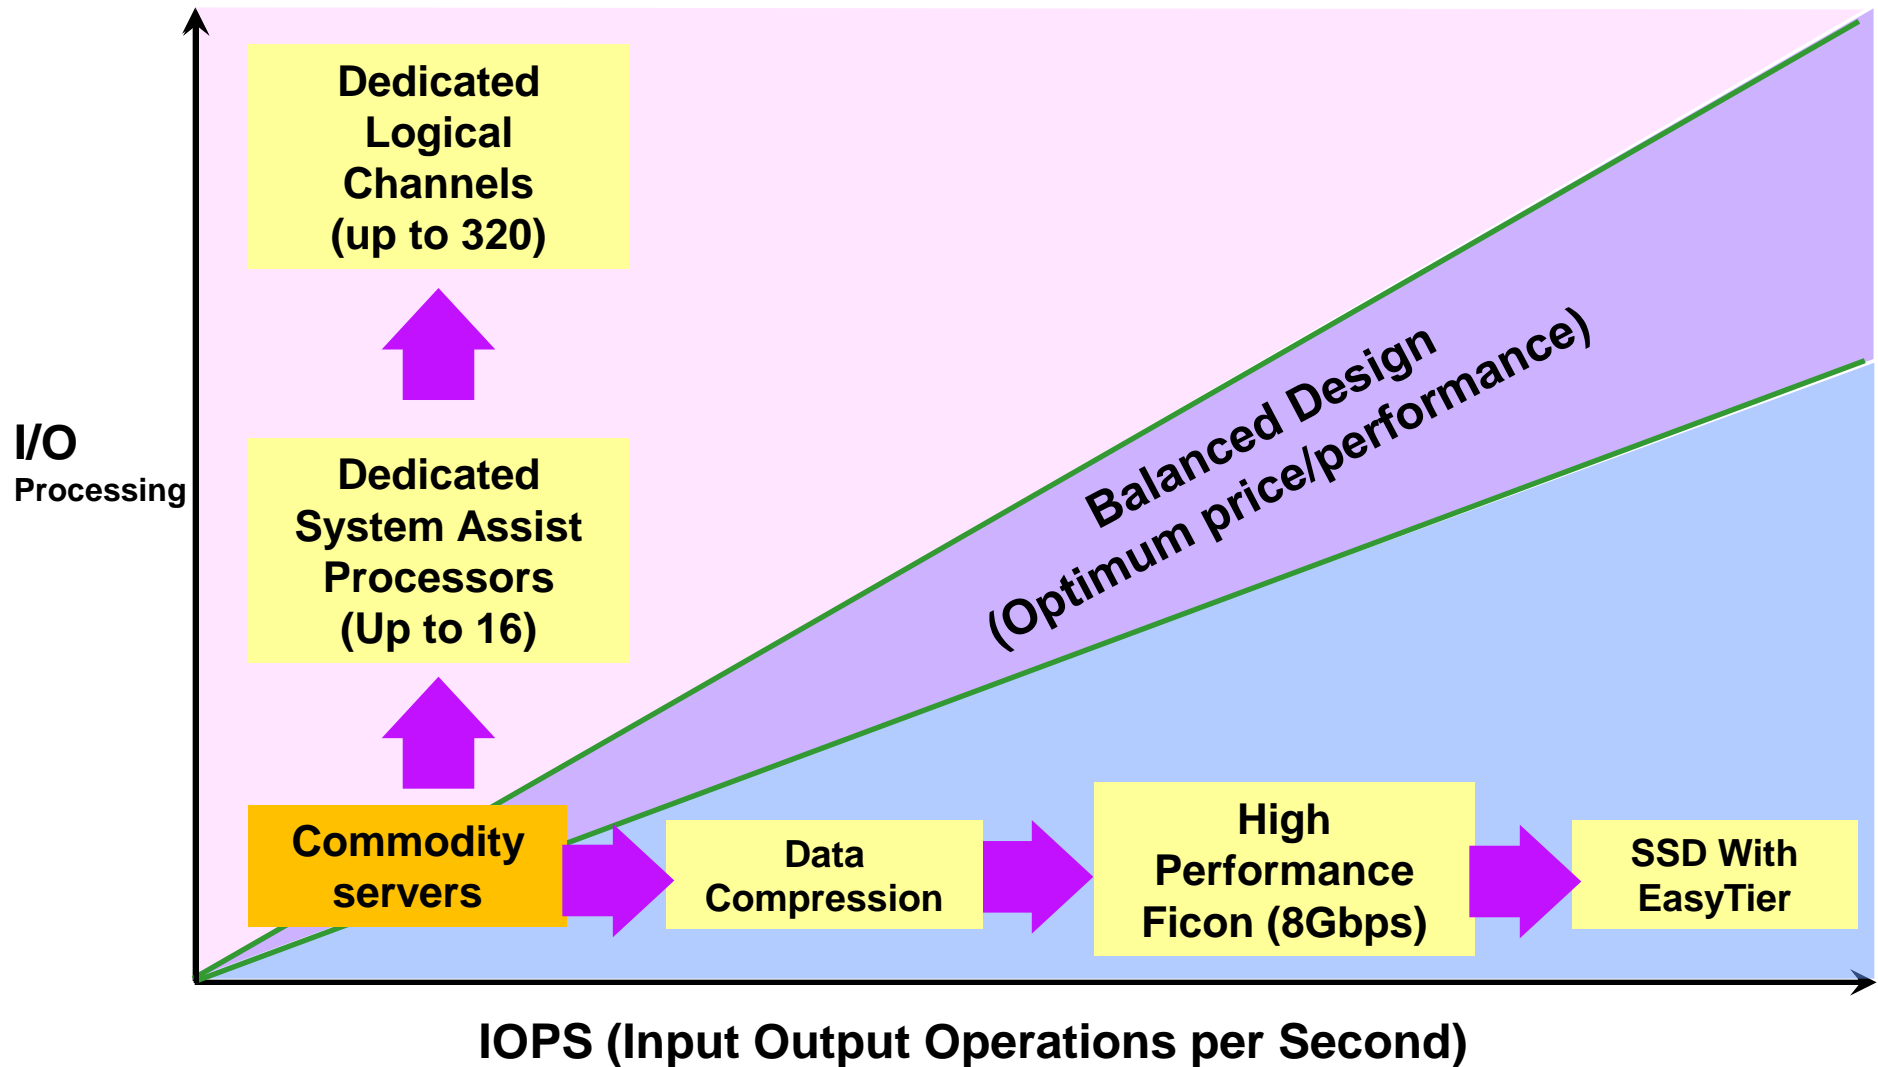 Dedicated
Logical
Channels
(up to 320)
I/O
Processing
Dedicated
System Assist
Processors
(Up to 16)
Balanced Design
(Optimum price/performance)
Commodity
servers
Data
Compression
High
Performance
Ficon (8Gbps)
SSD With
EasyTier
IOPS (Input Output Operations per Second)